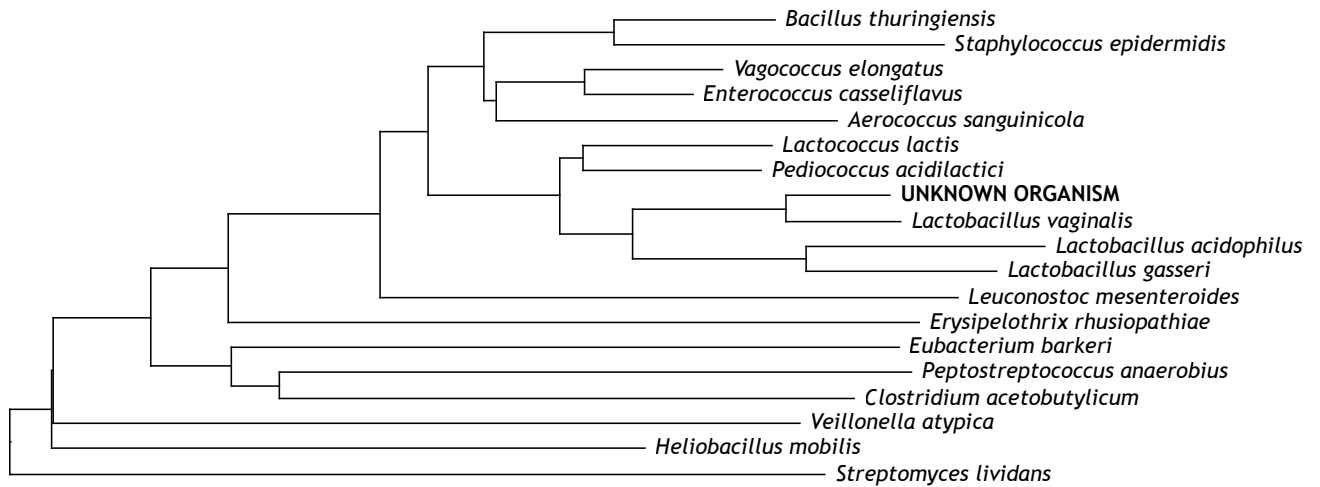 Bacillus thuringiensis
Staphylococcus epidermidis
Vagococcus elongatus
Enterococcus casseliflavus
Aerococcus sanguinicola
Lactococcus lactis
Pediococcus acidilactici
UNKNOWN ORGANISM
Lactobacillus vaginalis
Lactobacillus acidophilus
Lactobacillus gasseri
Leuconostoc mesenteroides
Erysipelothrix rhusiopathiae
Eubacterium barkeri
Peptostreptococcus anaerobius
Clostridium acetobutylicum
Veillonella atypica
Heliobacillus mobilis
Streptomyces lividans